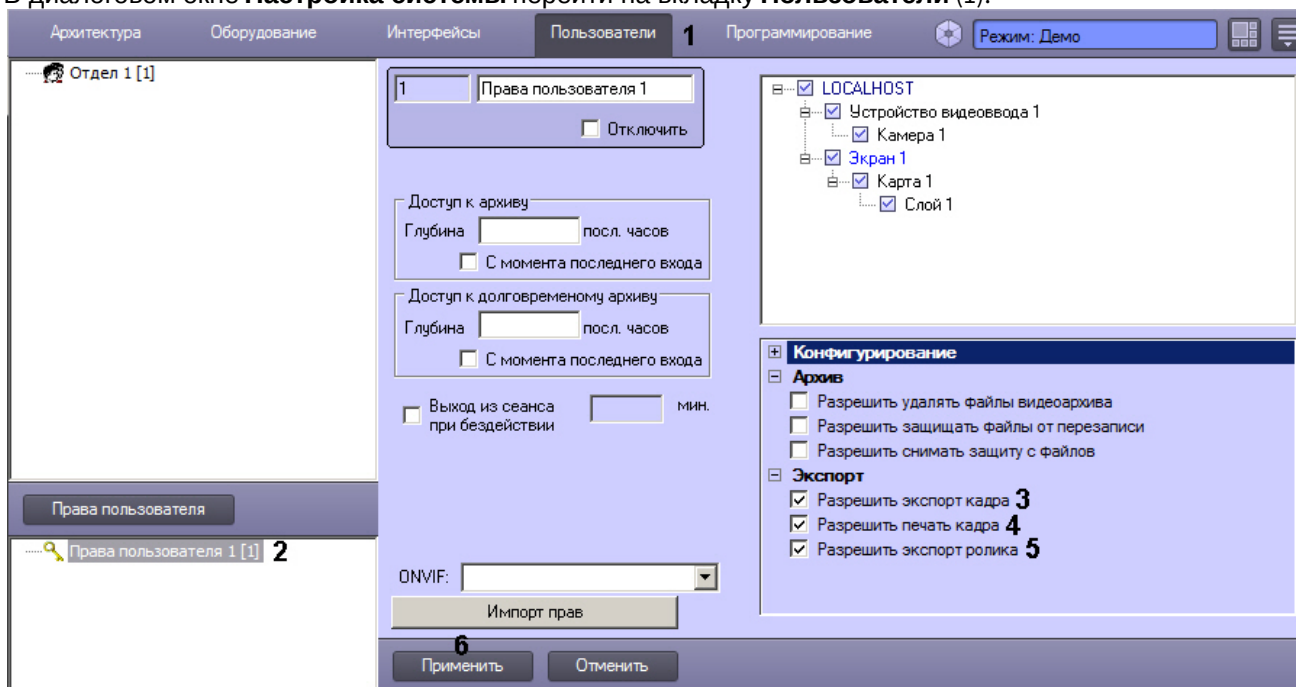 В диалоговом окне Настройка системы перейти на вкладку Пользователи (1).
Архитектура Оборудование Интерфейсы Пользователи 1 Программирование Режим: Демо
Отдел 1 [1]
1 Права пользователя 1
Отключить
Доступ к архиву
Глубина посл. часов
С момента последнего входа
Доступ к долговременому архиву
Глубина посл. часов
С момента последнего входа
Выход из сеанса
при бездействии
мин.
LOCALHOST
Устройство видеоввода 1
Камера 1
Экран 1
Карта 1
Слой 1
Конфигурирование
Архив
Разрешить удалять файлы видеоархива
Разрешить защищать файлы от перезаписи
Разрешить снимать защиту с файлов
Экспорт
Разрешить экспорт кадра 3
Разрешить печать кадра 4
Разрешить экспорт ролика 5
Права пользователя
Права пользователя 1 [1] 2
ONVIF:
Импорт прав
6
Применить Отменить